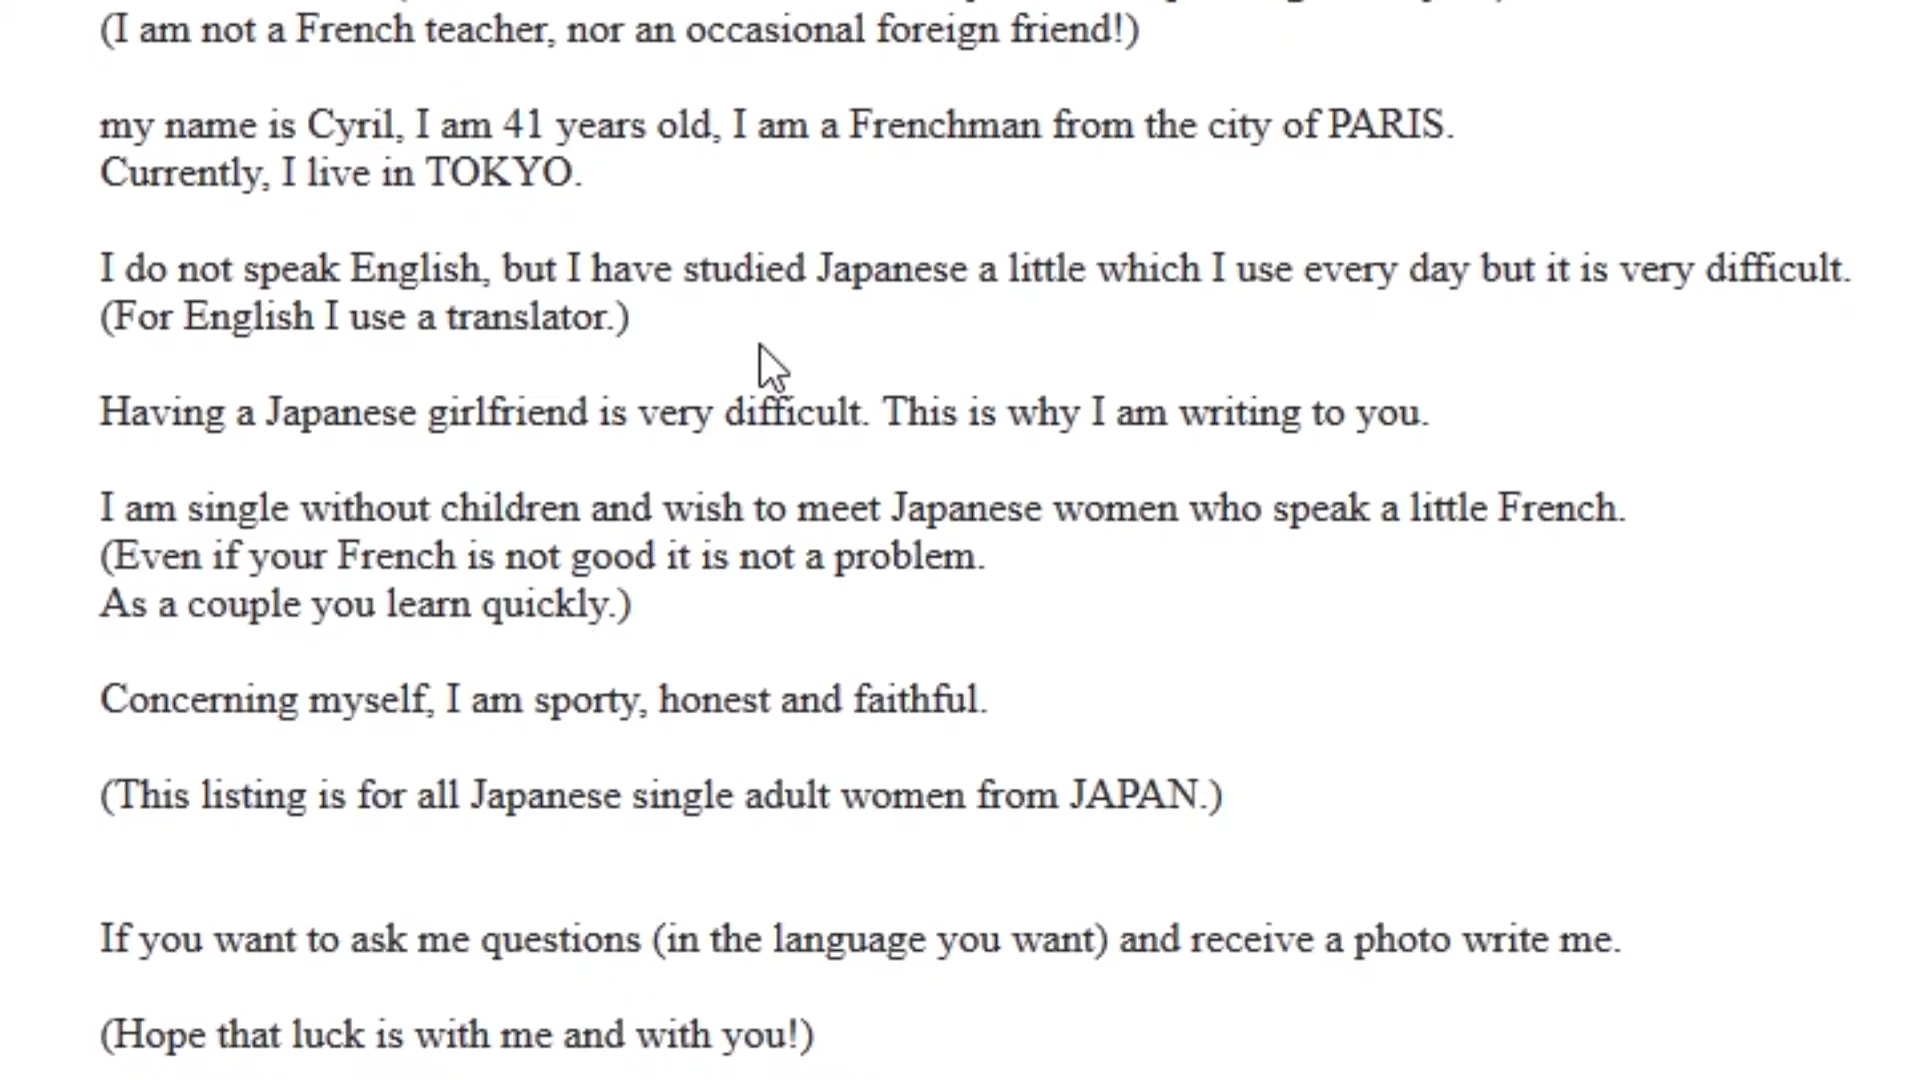 (I am not a French teacher, nor an occasional foreign friend!)
my name is Cyril, I am 41 years old, I am a Frenchman from the city of PARIS.
Currently, I live in TOKYO.
I do not speak English, but I have studied Japanese a little which I use every day but it is very difficult.
(For English I use a translator.)
Having a Japanese girlfriend is very difficult. This is why I am writing to you.
I am single without children and wish to meet Japanese women who speak a little French.
(Even if your French is not good it is not a problem.
As a couple you learn quickly.)
Concerning myself, I am sporty, honest and faithful.
(This listing is for all Japanese single adult women from JAPAN.)
If you want to ask me questions (in the language you want) and receive a photo write me.
(Hope that luck is with me and with you!)